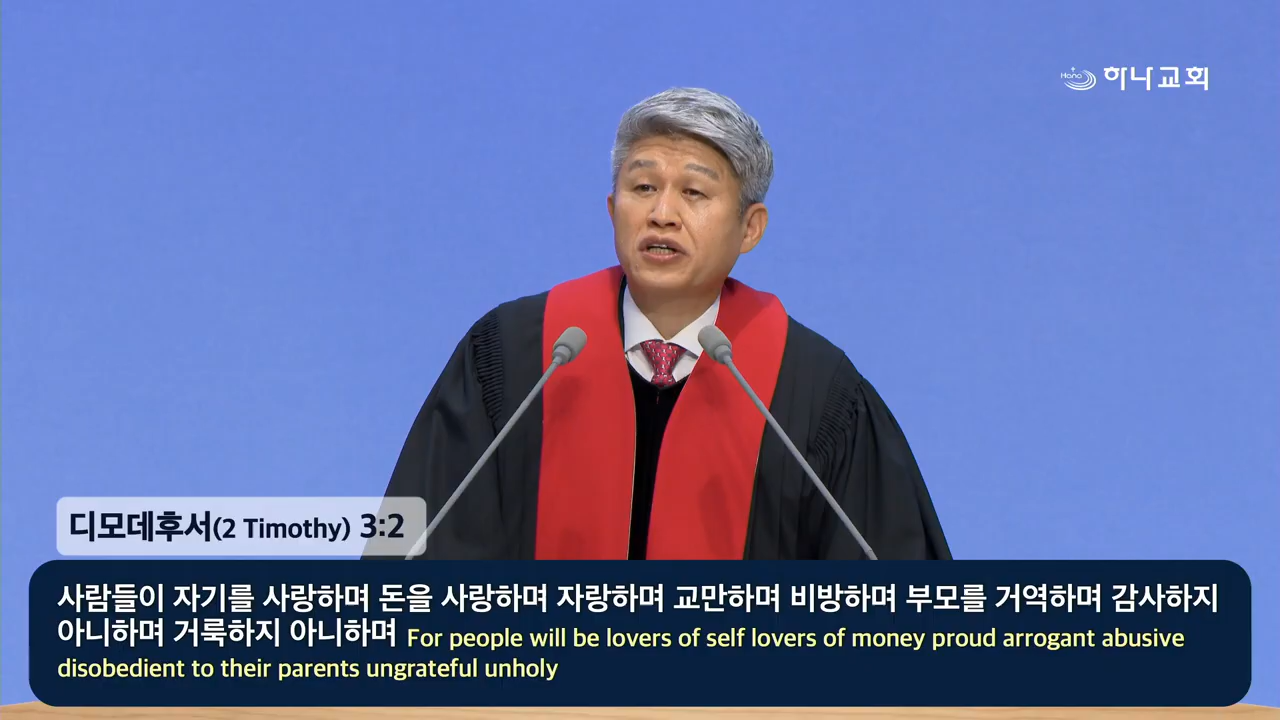 Hana 하나교회
디모데후서(2 Timothy) 3:2
사람들이 자기를 사랑하며 돈을 사랑하며 자랑하며 교만하며 비방하며 부모를 거역하며 감사하지
아니하며 거룩하지 아니하며 For people will be lovers of self lovers of money proud arrogant abusive
disobedient to their parents ungrateful unholy